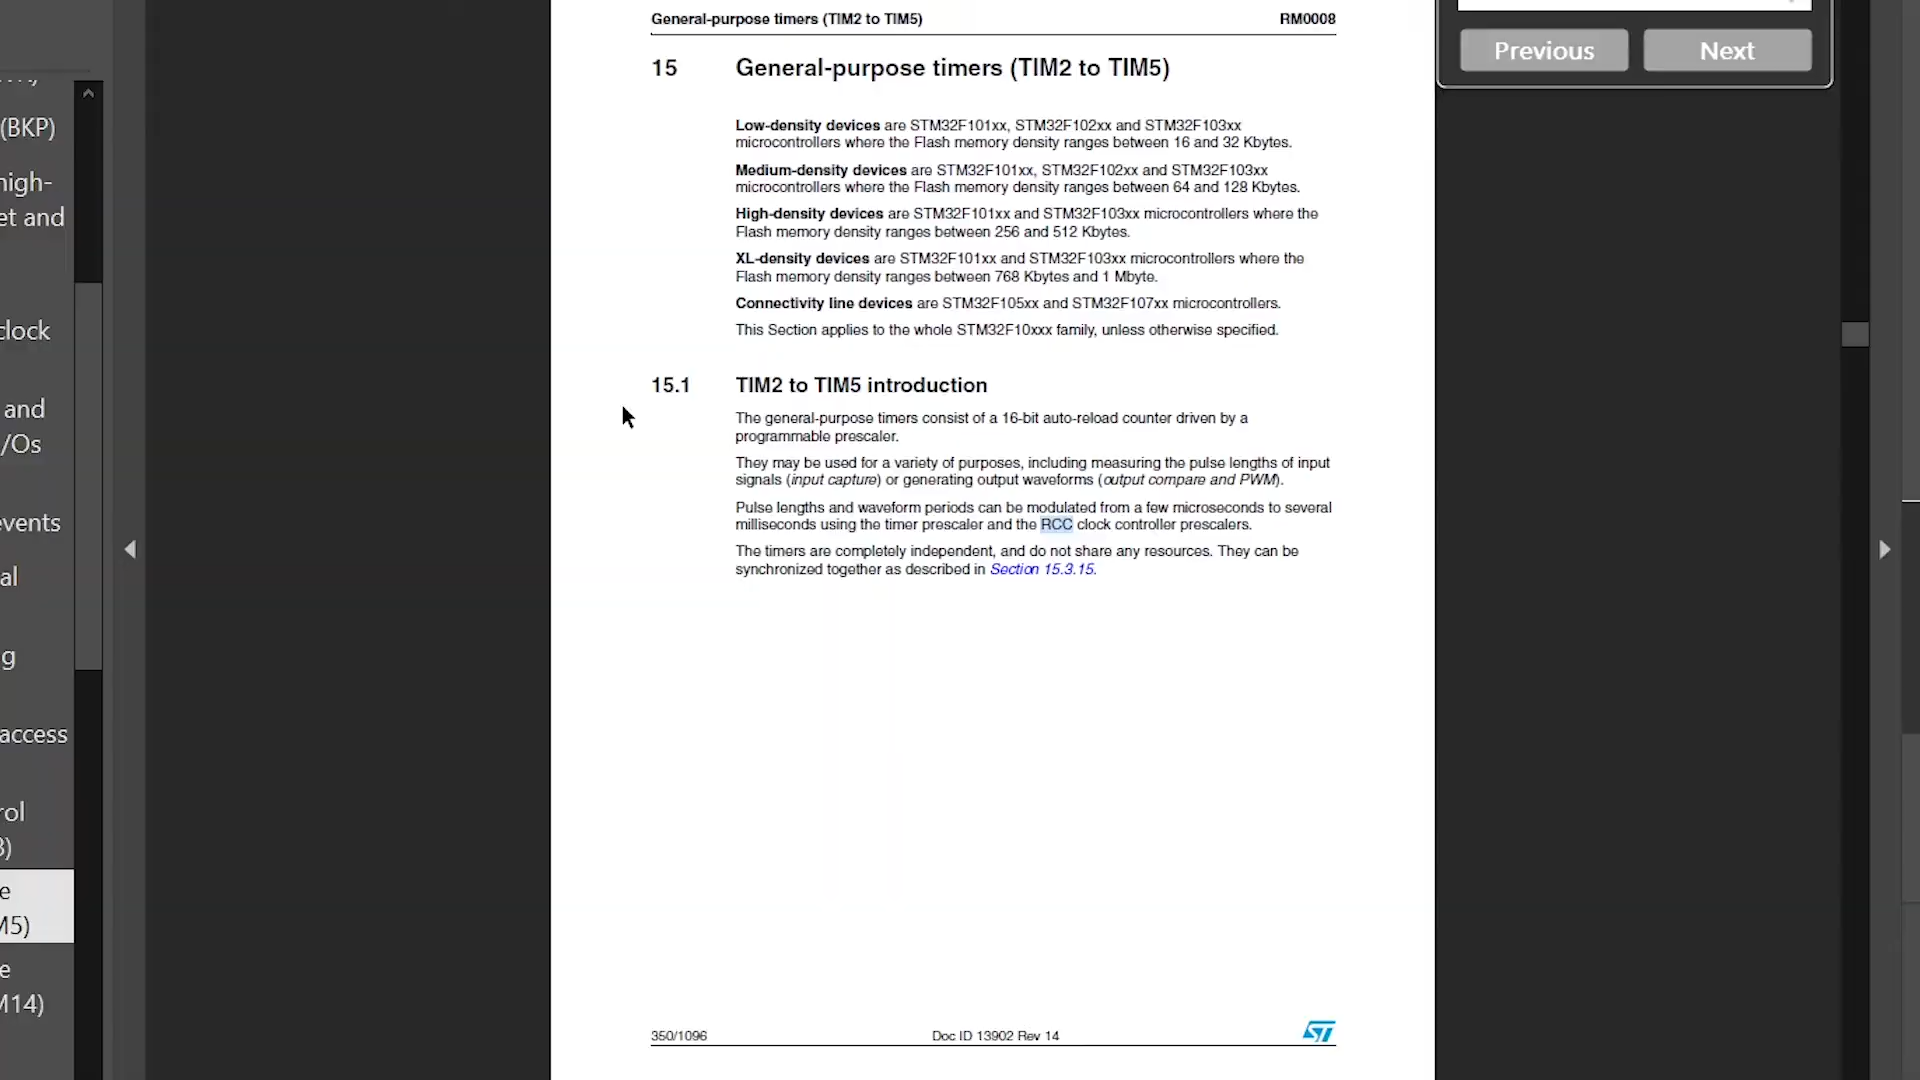 General-purpose timers (TIM2 to TIM5) RM0008
Previous Next
15 General-purpose timers (TIM2 to TIM5)
Low-density devices are STM32F101xx, STM32F102xx and STM32F103xx
microcontrollers where the Flash memory density ranges between 16 and 32 Kbytes.
Medium-density devices are STM32F101xx, STM32F102xx and STM32F103xx
microcontrollers where the Flash memory density ranges between 64 and 128 Kbytes.
High-density devices are STM32F101xx and STM32F103xx microcontrollers where the
Flash memory density ranges between 256 and 512 Kbytes.
XL-density devices are STM32F101xx and STM32F103xx microcontrollers where the
Flash memory density ranges between 768 Kbytes and 1 Mbyte.
Connectivity line devices are STM32F105xx and STM32F107xx microcontrollers.
This Section applies to the whole STM32F10xxx family, unless otherwise specified.
15.1 TIM2 to TIM5 introduction
The general-purpose timers consist of a 16-bit auto-reload counter driven by a
programmable prescaler.
They may be used for a variety of purposes, including measuring the pulse lengths of input
signals (input capture) or generating output waveforms (output compare and PWM).
Pulse lengths and waveform periods can be modulated from a few microseconds to several
milliseconds using the timer prescaler and the RCC clock controller prescalers.
The timers are completely independent, and do not share any resources. They can be
synchronized together as described in Section 15.3.15.
350/1096 Doc ID 13902 Rev 14 ST
(BKP)
high-
et and
clock
and
/Os
events
al
g
access
rol
3)
e
M5)
e
M14)